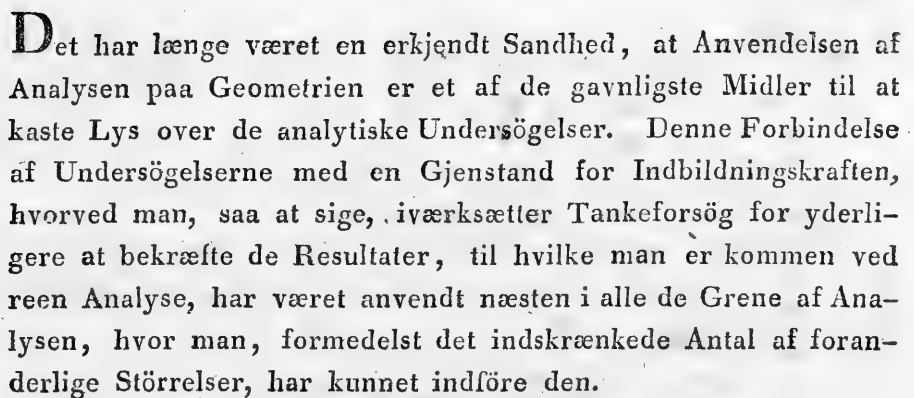 Det har længe været en erkjendt Sandhed, at Anvendelsen af
Analysen paa Geometrien er et af de gavnligste Midler til at
kaste Lys over de analytiske Undersögelser. Denne Forbindelse
af Undersögelserne med en Gjenstand for Indbildningskraften,
hvorved man, saa at sige, iværksætter Tankeforsög for yderli-
gere at bekræfte de Resultater, til hvilke man er kommen ved
reen Analyse, har været anvendt næsten i alle de Grene af Ana-
lysen, hvor man, formedelst det indskrænkede Antal af foran-
derlige Störrelser, har kunnet indföre den.